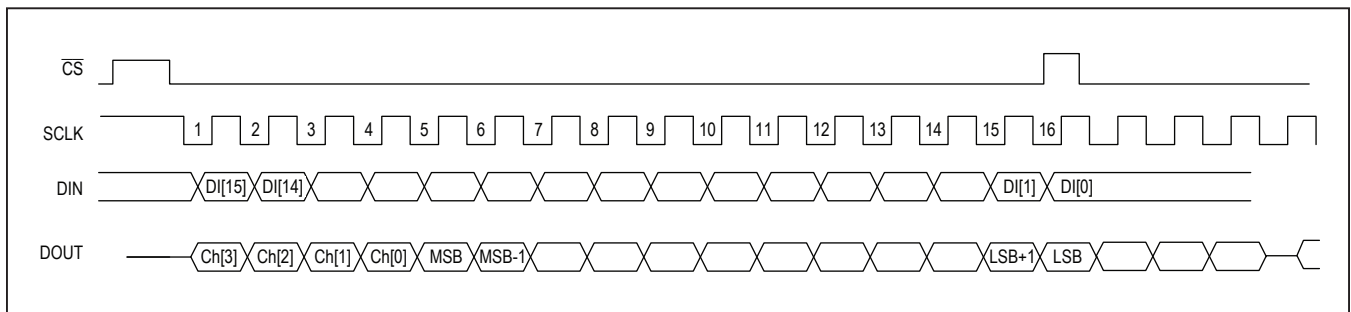 C̅S̅
SCLK 1 2 3 4 5 6 7 8 9 10 11 12 13 14 15 16
DIN DI[15] DI[14] DI[1] DI[0]
DOUT Ch[3] Ch[2] Ch[1] Ch[0] MSB MSB-1 LSB+1 LSB